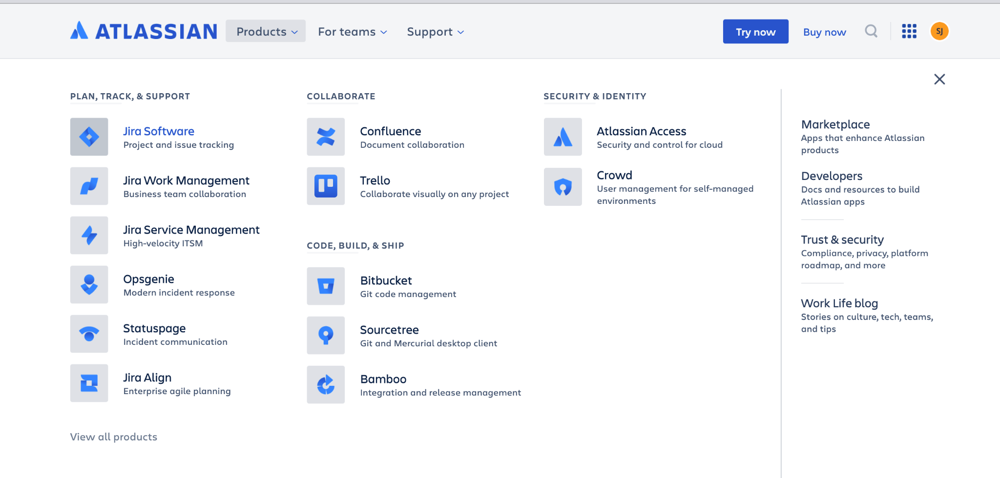 ATLASSIAN
Products
For teams
Support
Try now
Buy now
SJ
PLAN, TRACK, & SUPPORT
Jira Software
Project and issue tracking
Jira Work Management
Business team collaboration
Jira Service Management
High-velocity ITSM
Opsgenie
Modern incident response
Statuspage
Incident communication
Jira Align
Enterprise agile planning
View all products
COLLABORATE
Confluence
Document collaboration
Trello
Collaborate visually on any project
CODE, BUILD, & SHIP
Bitbucket
Git code management
Sourcetree
Git and Mercurial desktop client
Bamboo
Integration and release management
SECURITY & IDENTITY
Atlassian Access
Security and control for cloud
Crowd
User management for self-managed
environments
Marketplace
Apps that enhance Atlassian
products
Developers
Docs and resources to build
Atlassian apps
Trust & security
Compliance, privacy, platform
roadmap, and more
Work Life blog
Stories on culture, tech, teams,
and tips